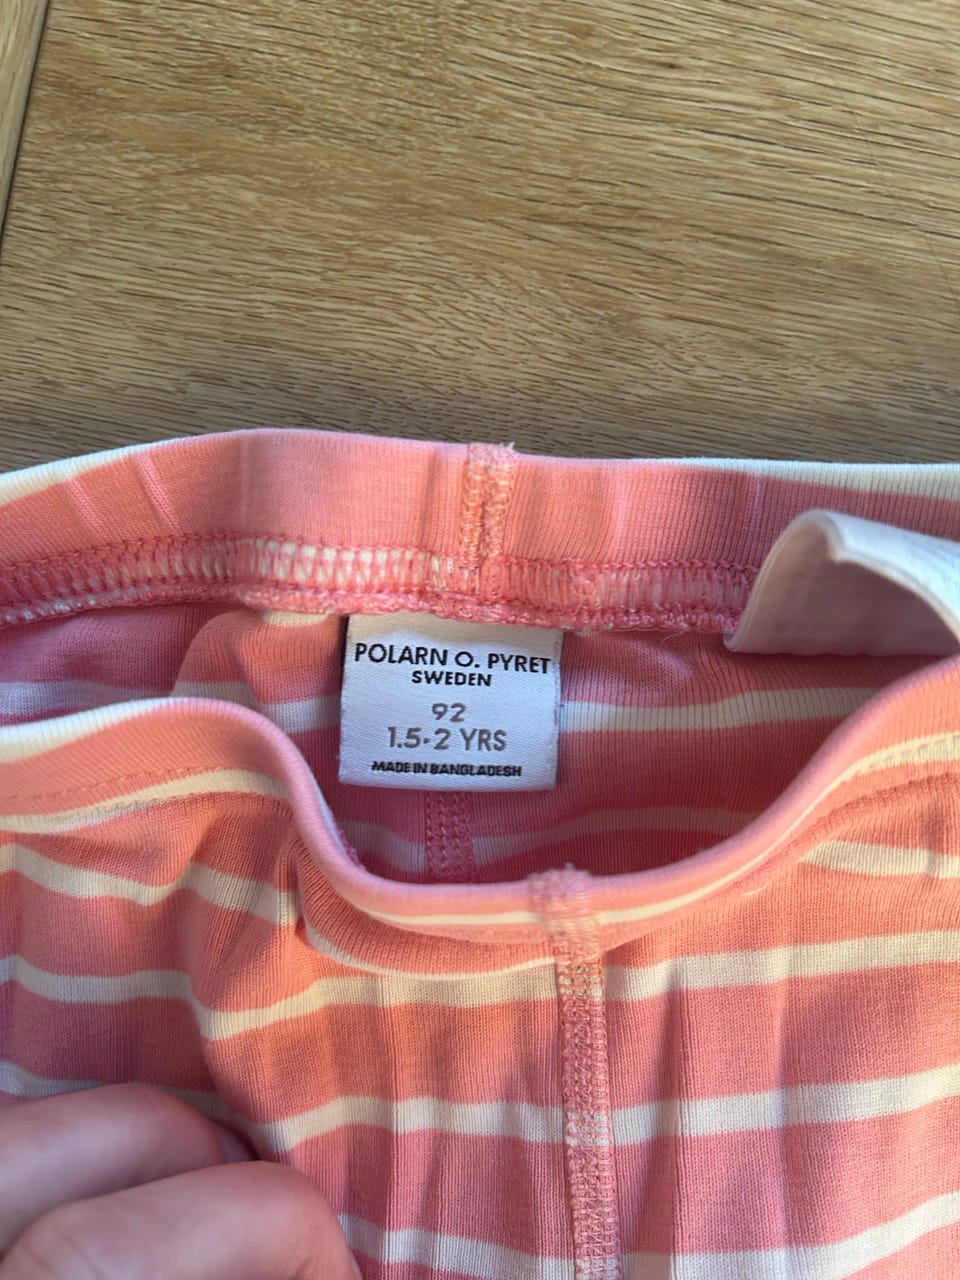 POLARN O. PYRET
SWEDEN
92
1.5-2 YRS
MADE IN BANGLADESH